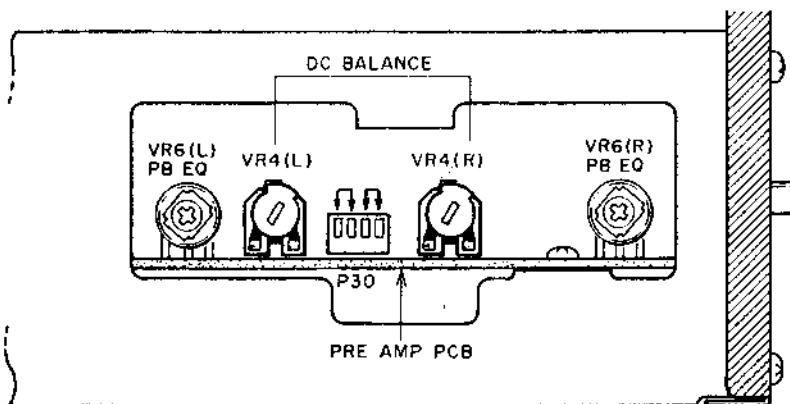 DC BALANCE
VR6(L)
PB EQ
VR4(L)
VR4(R)
VR6(R)
PB EQ
P30
PRE AMP PCB